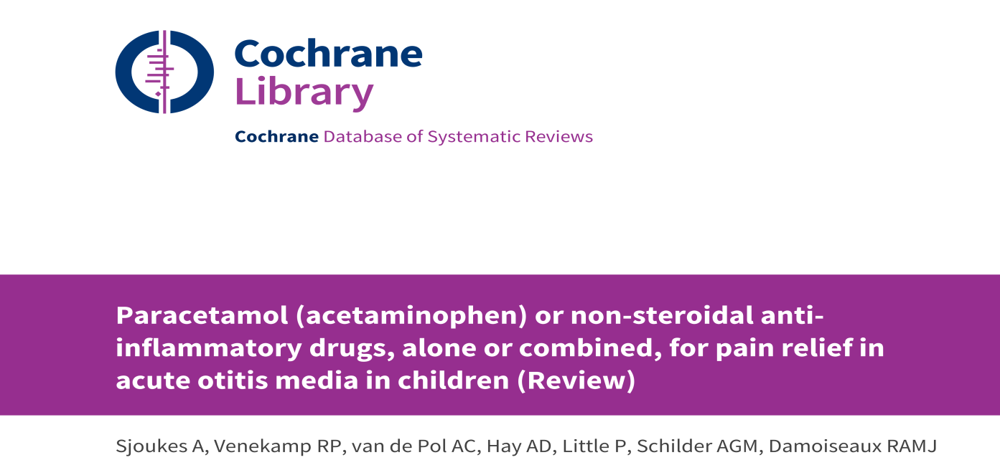 Cochrane
Library
Cochrane Database of Systematic Reviews
Paracetamol (acetaminophen) or non-steroidal anti-
inflammatory drugs, alone or combined, for pain relief in
acute otitis media in children (Review)
Sjoukes A, Venekamp RP, van de Pol AC, Hay AD, Little P, Schilder AGM, Damoiseaux RAMJ